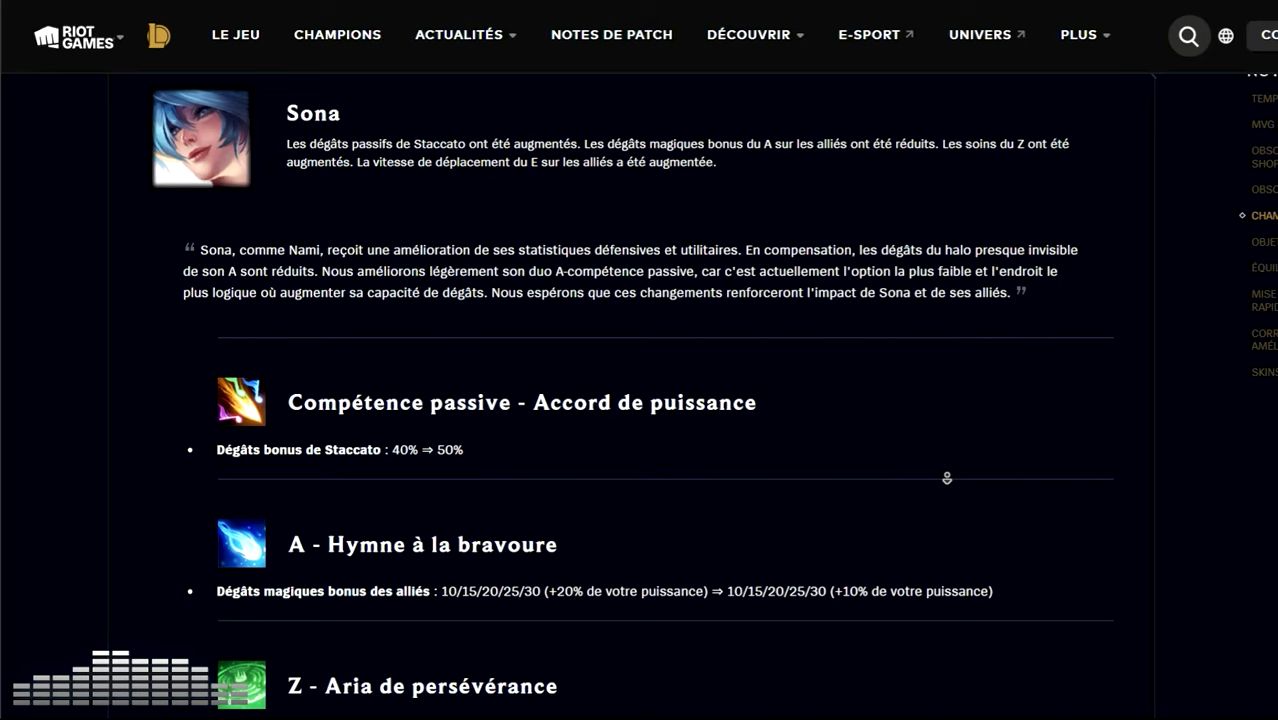 RIOT GAMES
LE JEU
CHAMPIONS
ACTUALITÉS
NOTES DE PATCH
DÉCOUVRIR
E-SPORT
UNIVERS
PLUS
CO
Sona
Les dégâts passifs de Staccato ont été augmentés. Les dégâts magiques bonus du A sur les alliés ont été réduits. Les soins du Z ont été
augmentés. La vitesse de déplacement du E sur les alliés a été augmentée.
“ Sona, comme Nami, reçoit une amélioration de ses statistiques défensives et utilitaires. En compensation, les dégâts du halo presque invisible
de son A sont réduits. Nous améliorons légèrement son duo A-compétence passive, car c'est actuellement l'option la plus faible et l'endroit le
plus logique où augmenter sa capacité de dégâts. Nous espérons que ces changements renforceront l'impact de Sona et de ses alliés. ”
Compétence passive - Accord de puissance
• Dégâts bonus de Staccato : 40% ⇒ 50%
A - Hymne à la bravoure
• Dégâts magiques bonus des alliés : 10/15/20/25/30 (+20% de votre puissance) ⇒ 10/15/20/25/30 (+10% de votre puissance)
Z - Aria de persévérance
TEMP
MVG
OBSC
SHOP
OBSC
CHAM
OBJE
ÉQUIL
MISE
RAPID
CORR
AMÉL
SKINS